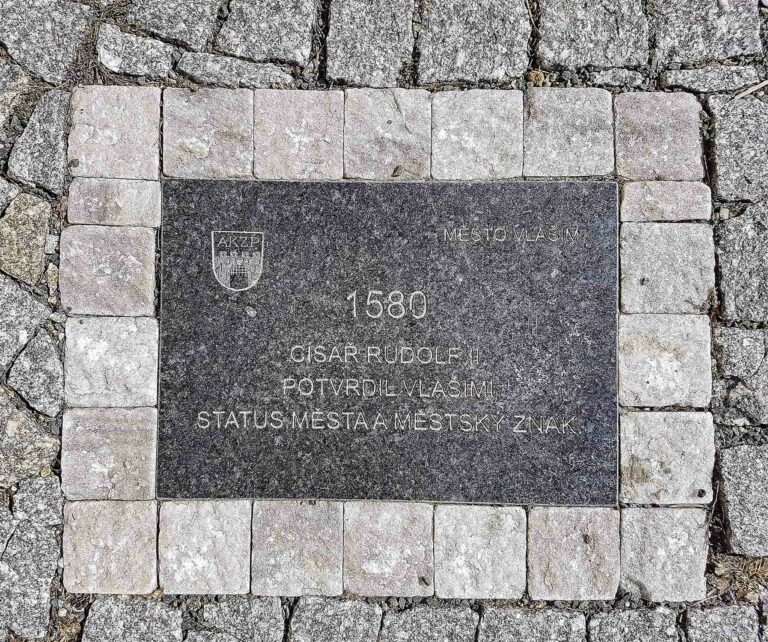 AKZP
MĚSTO VLAŠIM
1580
CÍSAŘ RUDOLF II.
POTVRDIL VLAŠIMI
STATUS MĚSTA A MĚSTSKÝ ZNAK